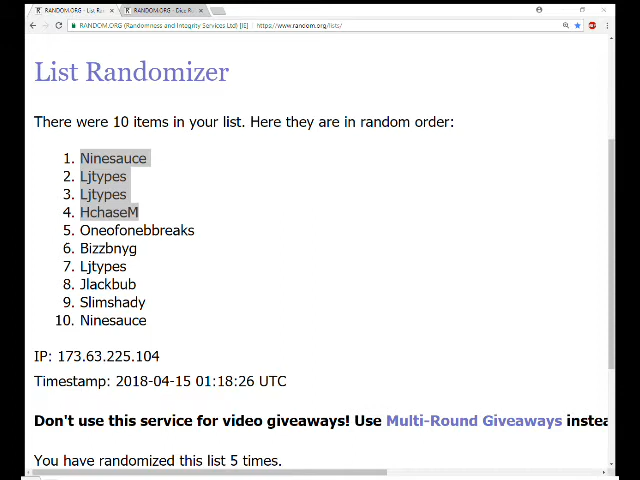 RANDOM.ORG - List Ra
RANDOM.ORG - Dice Ro
RANDOM.ORG (Randomness and Integrity Services Ltd) [IE] https://www.random.org/lists/
List Randomizer
There were 10 items in your list. Here they are in random order:
1. Ninesauce
2. Ljtypes
3. Ljtypes
4. HchaseM
5. Oneofonebbreaks
6. Bizzbnyg
7. Ljtypes
8. Jlackbub
9. Slimshady
10. Ninesauce
IP: 173.63.225.104
Timestamp: 2018-04-15 01:18:26 UTC
Don't use this service for video giveaways! Use Multi-Round Giveaways instea
You have randomized this list 5 times.